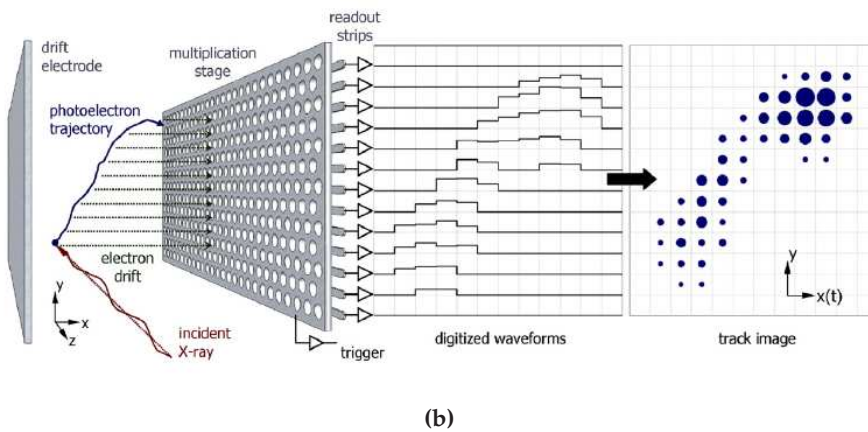 drift
electrode
photoelectron
trajectory
multiplication
stage
readout
strips
electron
drift
y
x
z
incident
X-ray
trigger
digitized waveforms
y
x(t)
track image
(b)